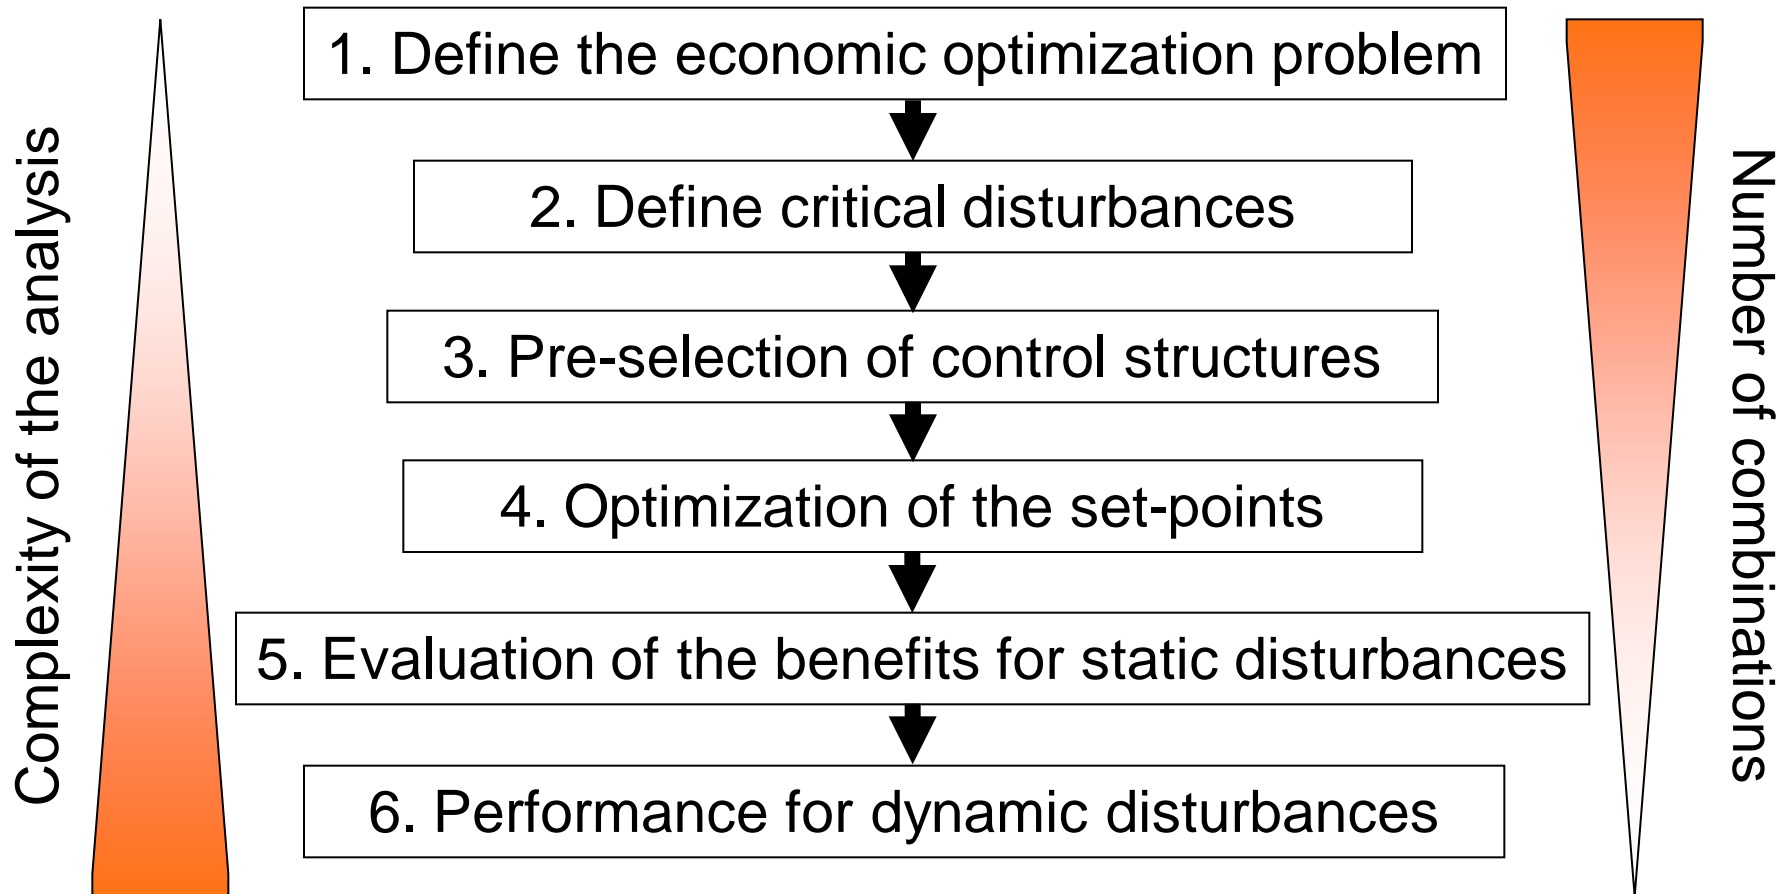 1. Define the economic optimization problem
2. Define critical disturbances
3. Pre-selection of control structures
4. Optimization of the set-points
5. Evaluation of the benefits for static disturbances
6. Performance for dynamic disturbances
Complexity of the analysis
Number of combinations